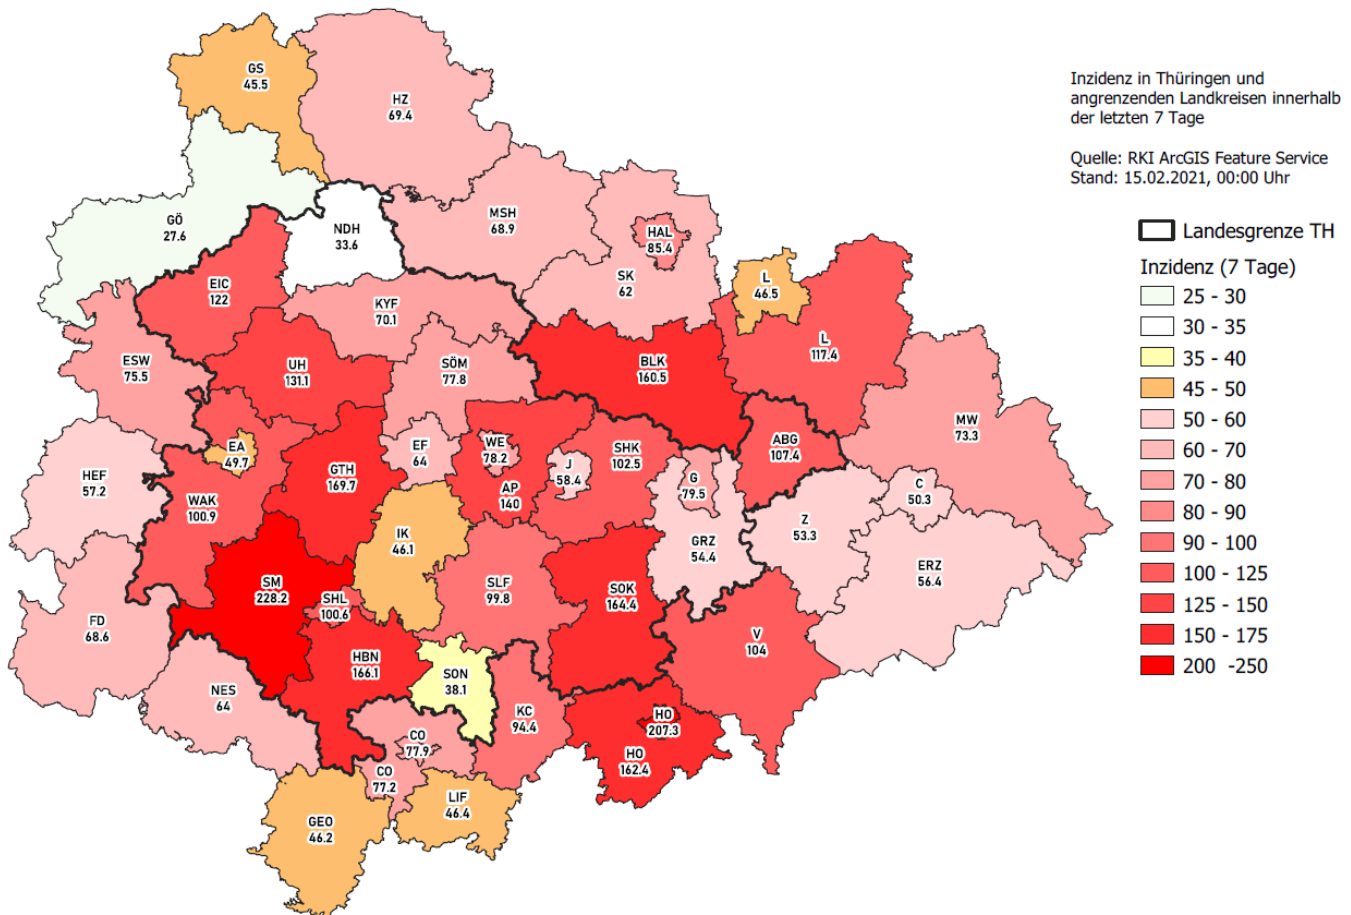 Inzidenz in Thüringen und
angrenzenden Landkreisen innerhalb
der letzten 7 Tage
Quelle: RKI ArcGIS Feature Service
Stand: 15.02.2021, 00:00 Uhr
Landesgrenze TH
Inzidenz (7 Tage)
25 - 30
30 - 35
35 - 40
45 - 50
50 - 60
60 - 70
70 - 80
80 - 90
90 - 100
100 - 125
125 - 150
150 - 175
200 -250
GS
45.5
HZ
69.4
GÖ
27.6
NDH
33.6
MSH
68.9
HAL
85.4
SK
62
L
46.5
EIC
122
KYF
70.1
L
117.4
ESW
75.5
UH
131.1
SÖM
77.8
BLK
160.5
MW
73.3
EA
49.7
EF
64
WE
78.2
SHK
102.5
ABG
107.4
HEF
57.2
GTH
169.7
J
58.4
G
79.5
C
50.3
WAK
100.9
AP
140
Z
53.3
IK
46.1
GRZ
54.4
ERZ
56.4
SM
228.2
SHL
100.6
SLF
99.8
SOK
164.4
FD
68.6
V
104
HBN
166.1
SON
38.1
NES
64
KC
94.4
HO
207.3
CO
77.9
HO
162.4
CO
77.2
LIF
46.4
GEO
46.2